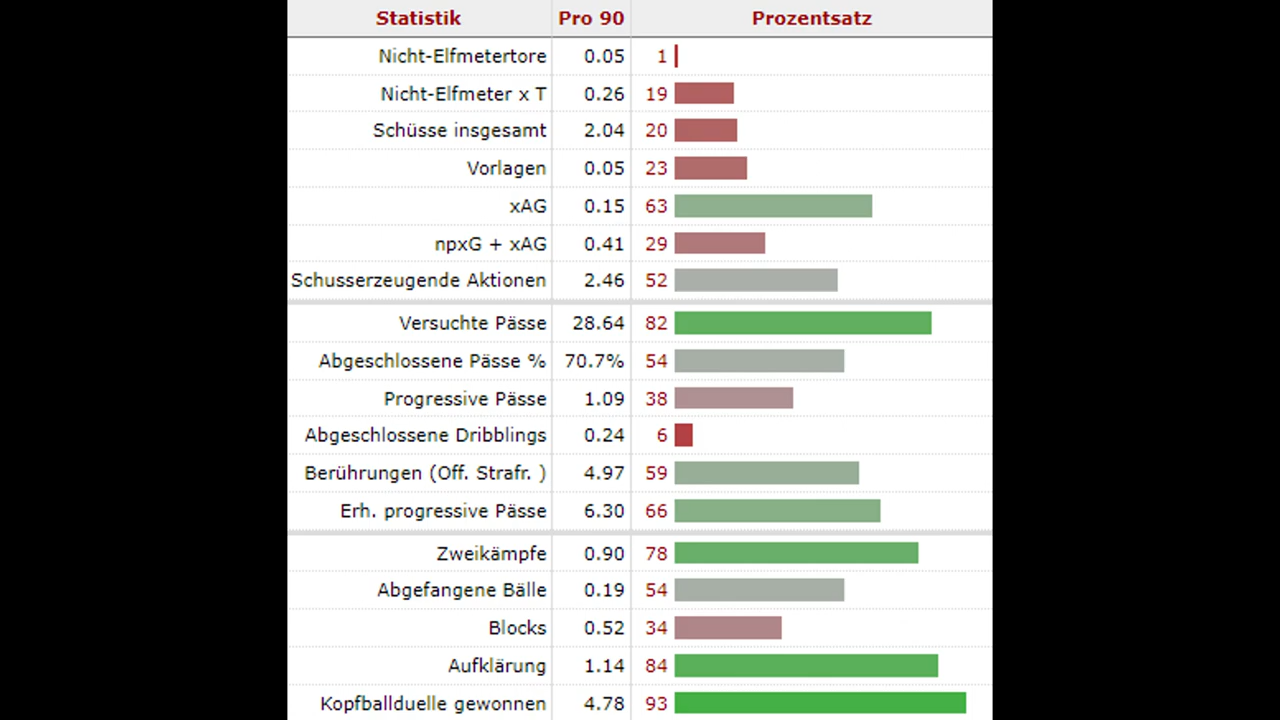 Statistik Pro 90 Prozentsatz
Nicht-Elfmetertore 0.05 1
Nicht-Elfmeter x T 0.26 19
Schüsse insgesamt 2.04 20
Vorlagen 0.05 23
xAG 0.15 63
npxG + xAG 0.41 29
Schusserzeugende Aktionen 2.46 52
Versuchte Pässe 28.64 82
Abgeschlossene Pässe % 70.7% 54
Progressive Pässe 1.09 38
Abgeschlossene Dribblings 0.24 6
Berührungen (Off. Strafr. ) 4.97 59
Erh. progressive Pässe 6.30 66
Zweikämpfe 0.90 78
Abgefangene Bälle 0.19 54
Blocks 0.52 34
Aufklärung 1.14 84
Kopfballduelle gewonnen 4.78 93